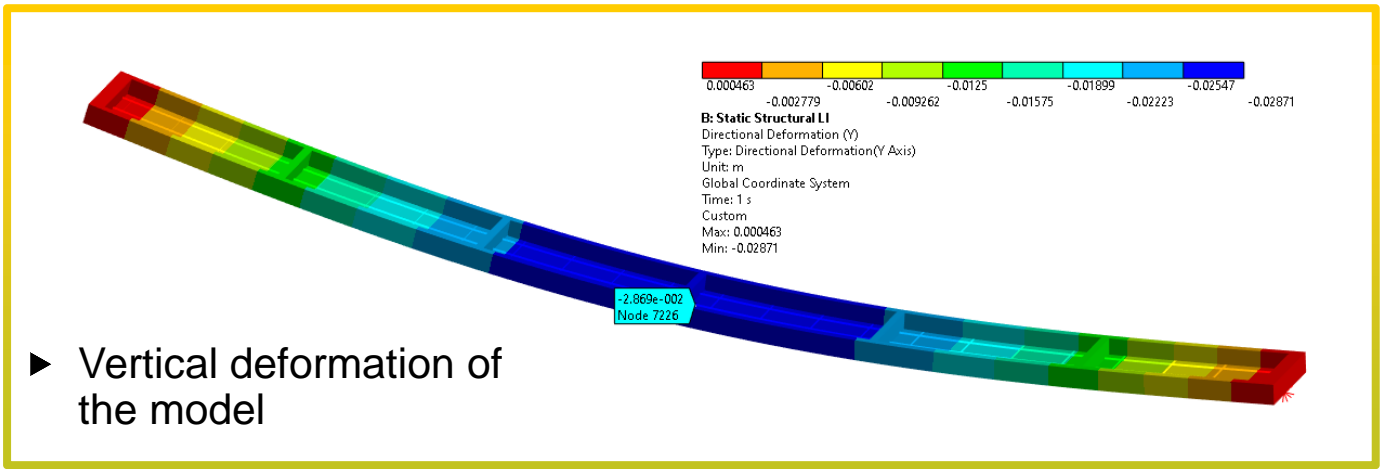 0.000463 -0.00602 -0.0125 -0.01899 -0.02547
-0.002779 -0.009262 -0.01575 -0.02223 -0.02871
B: Static Structural LI
Directional Deformation (Y)
Type: Directional Deformation(Y Axis)
Unit: m
Global Coordinate System
Time: 1 s
Custom
Max: 0.000463
Min: -0.02871
-2.869e-002
Node 7226
► Vertical deformation of
the model